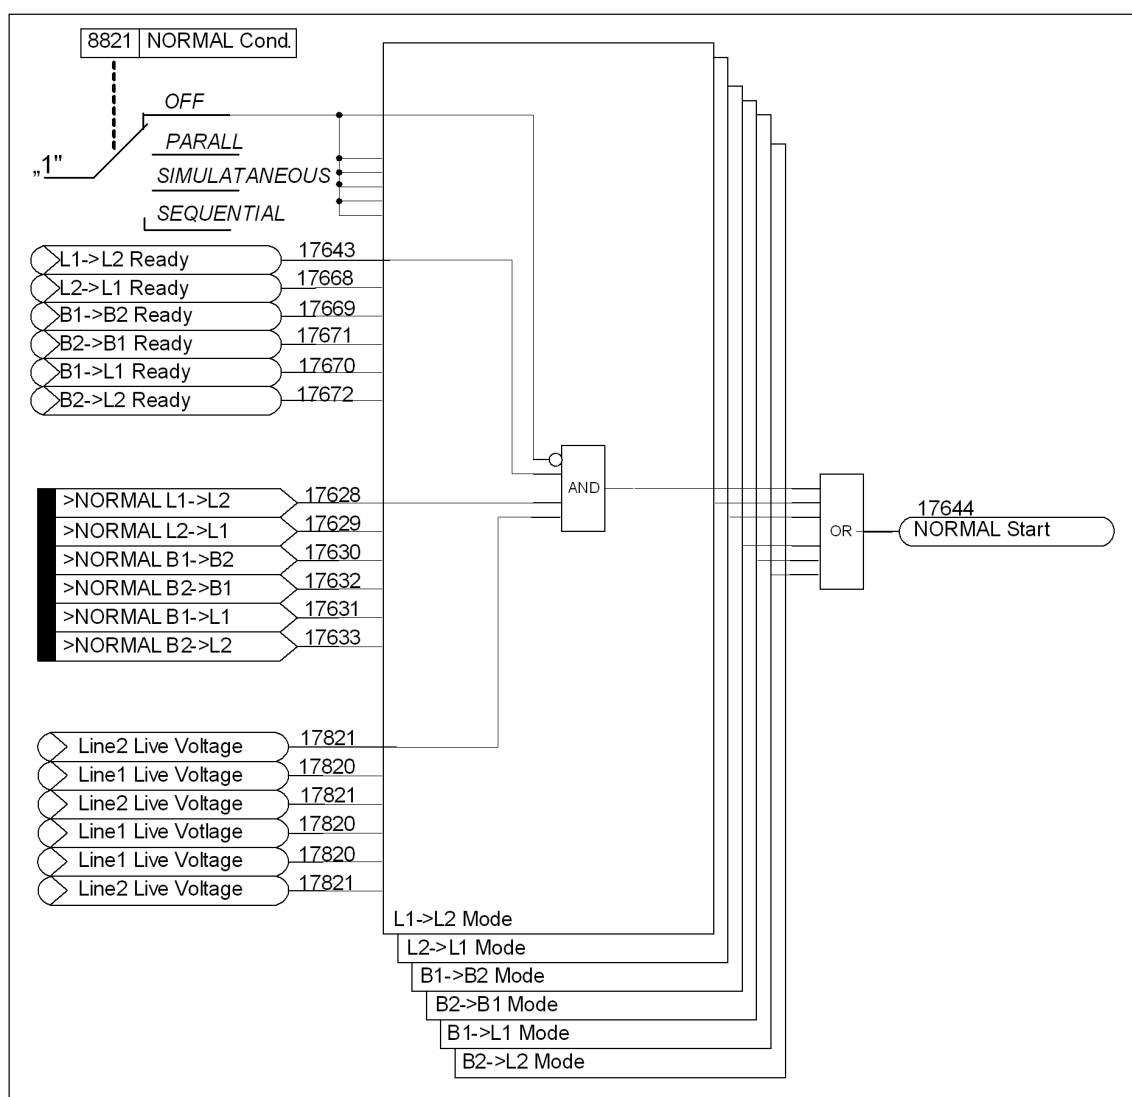 8821 NORMAL Cond.
OFF
PARALL
„1"
SIMULATANEOUS
SEQUENTIAL
L1->L2 Ready 17643
L2->L1 Ready 17668
B1->B2 Ready 17669
B2->B1 Ready 17671
B1->L1 Ready 17670
B2->L2 Ready 17672
AND
>NORMAL L1->L2 17628
>NORMAL L2->L1 17629
>NORMAL B1->B2 17630
>NORMAL B2->B1 17632
>NORMAL B1->L1 17631
>NORMAL B2->L2 17633
OR
17644
NORMAL Start
Line2 Live Voltage 17821
Line1 Live Voltage 17820
Line2 Live Voltage 17821
Line1 Live Votlage 17820
Line1 Live Voltage 17820
Line2 Live Voltage 17821
L1->L2 Mode
L2->L1 Mode
B1->B2 Mode
B2->B1 Mode
B1->L1 Mode
B2->L2 Mode